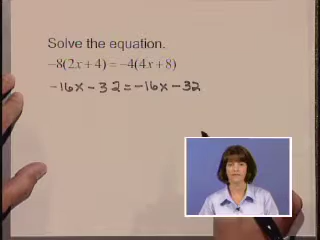 Solve the equation.
−8(2x + 4) = −4(4x + 8)
-16x - 32 = -16x - 32